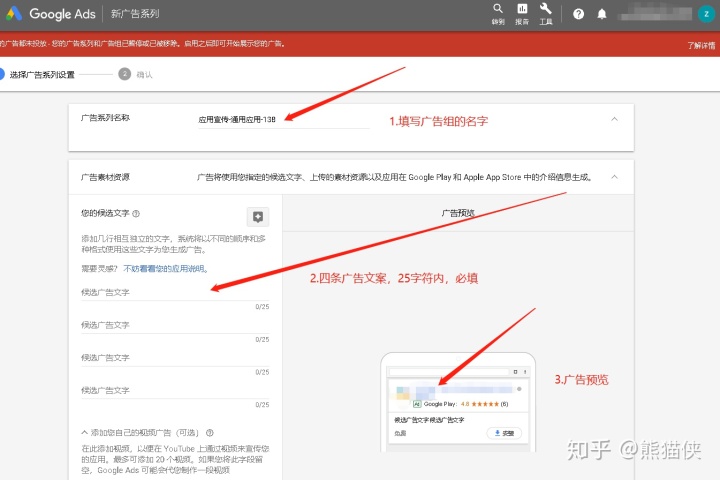 Google Ads 新广告系列
转到 报告 工具
的广告都未投放 - 您的广告系列和广告组已暂停或已被移除。启用之后即可开始展示您的广告。 了解详情
选择广告系列设置 2 确认
广告系列名称 应用宣传-通用应用-138
1.填写广告组的名字
广告素材资源 广告将使用您指定的候选文字、上传的素材资源以及应用在 Google Play 和 Apple App Store 中的介绍信息生成。
您的候选文字
广告预览
添加几行相互独立的文字，系统将以不同的顺序和多
种格式使用这些文字为您生成广告。
需要灵感？ 不妨看看您的应用说明。
2.四条广告文案，25字符内，必填
候选广告文字
0/25
候选广告文字
0/25
候选广告文字
0/25
候选广告文字
0/25
3.广告预览
Ad Google Play: 4.8 ★★★★★ (6)
候选广告文字 候选广告文字
免费 安装
添加您自己的视频广告（可选）
在此添加视频，以便在 YouTube 上通过视频来宣传您
的应用。最多可添加 20 个视频。如果您将此字段留
空，Google Ads 可能会代您制作一段视频
知乎 @熊猫侠